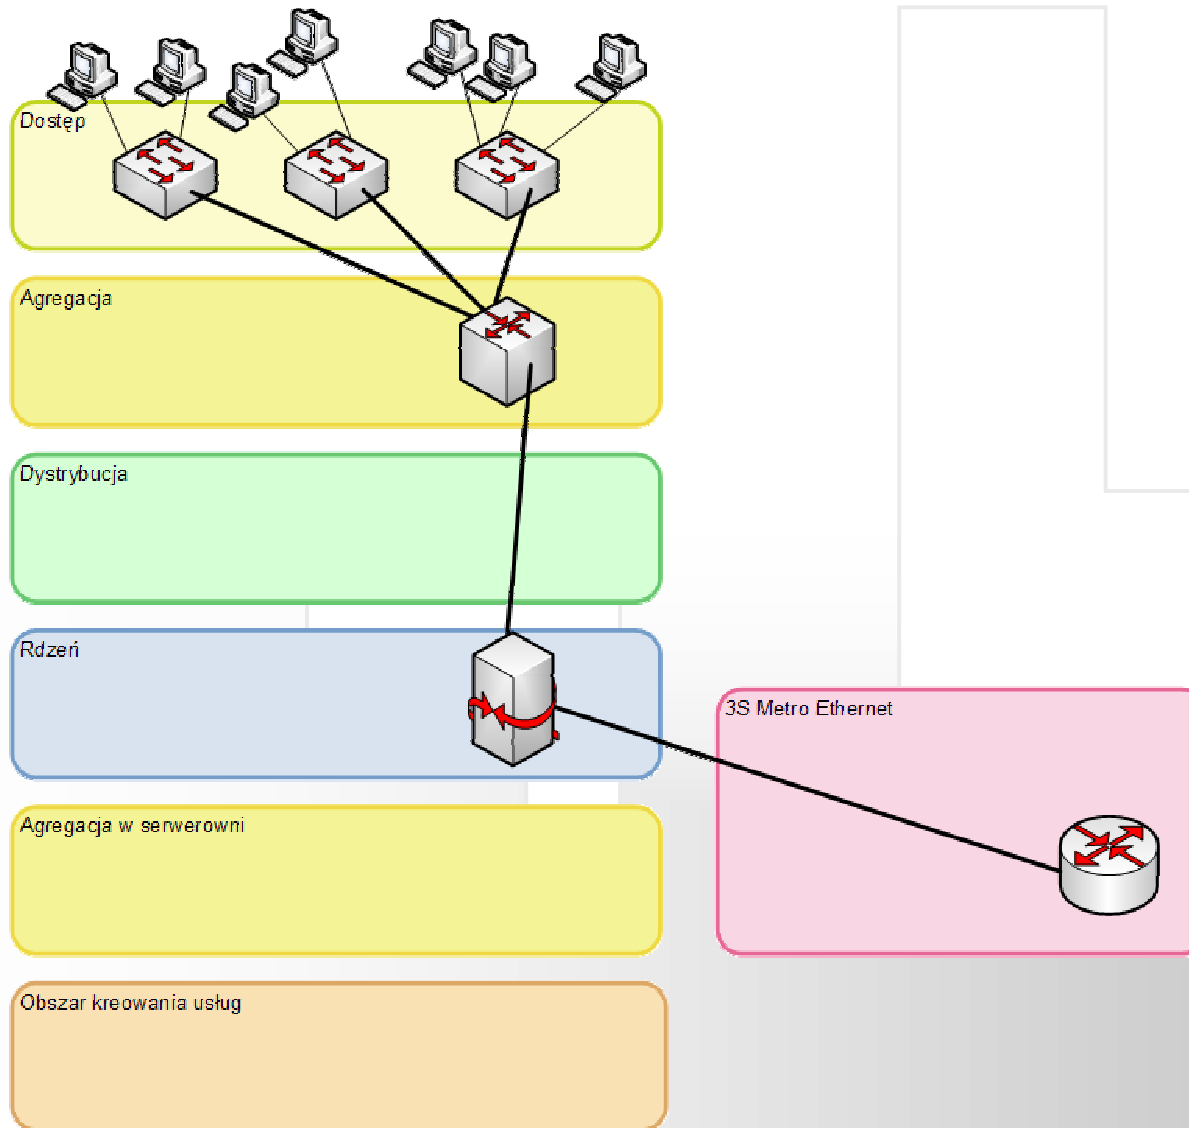 Dostęp
Agregacja
Dystrybucja
Rdzeń
3S Metro Ethernet
Agregacja w serwerowni
Obszar kreowania usług